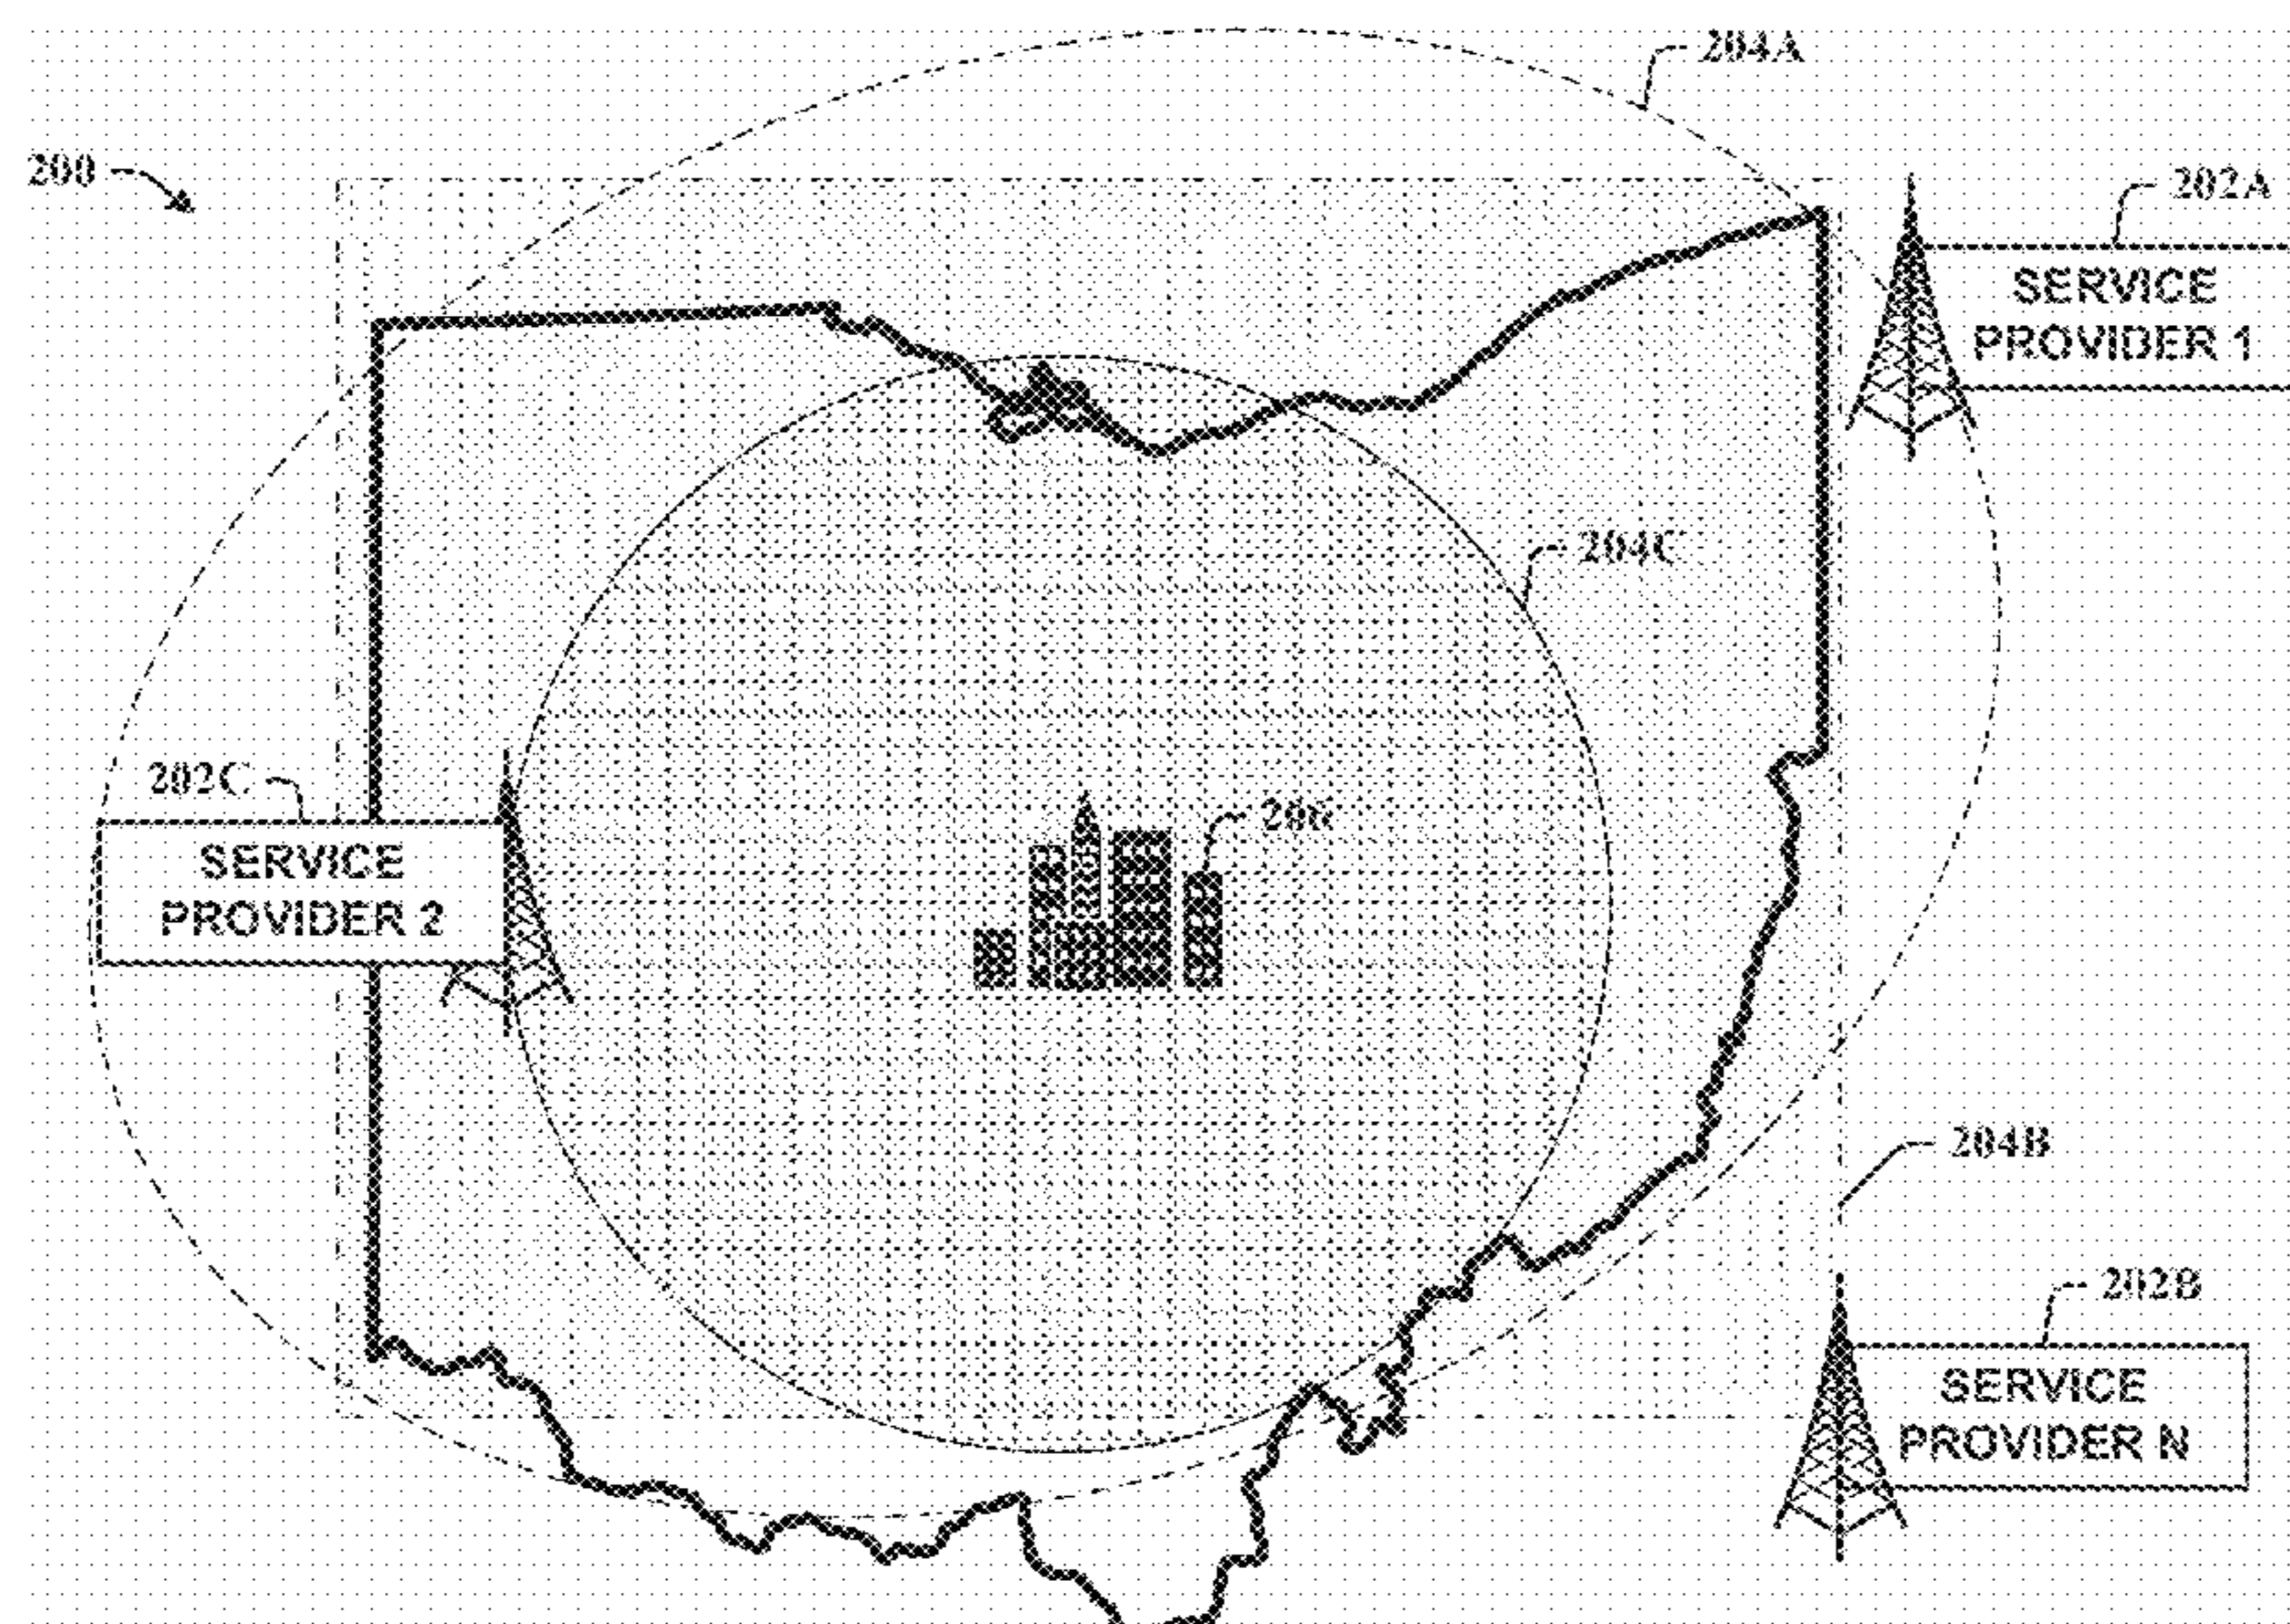 204A
200
202A
SERVICE
PROVIDER 1
204C
202C
SERVICE
PROVIDER 2
206
204B
202B
SERVICE
PROVIDER N